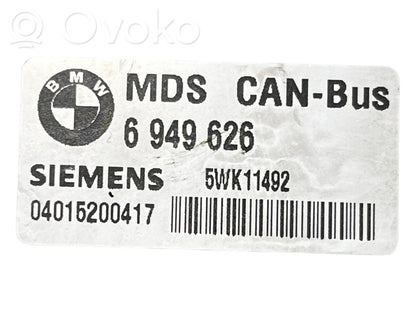 Ovoko
BMW
MDS CAN-Bus
6 949 626
SIEMENS 5WK11492
04015200417